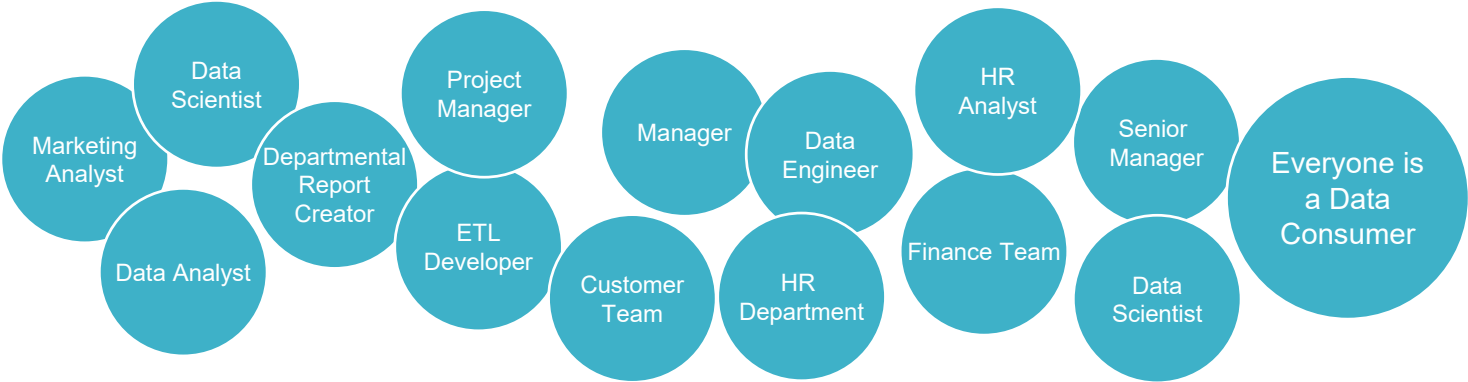 Marketing
Analyst
Data
Scientist
Data Analyst
Departmental
Report
Creator
Project
Manager
ETL
Developer
Customer
Team
Manager
Data
Engineer
HR
Department
HR
Analyst
Finance Team
Senior
Manager
Data
Scientist
Everyone is
a Data
Consumer